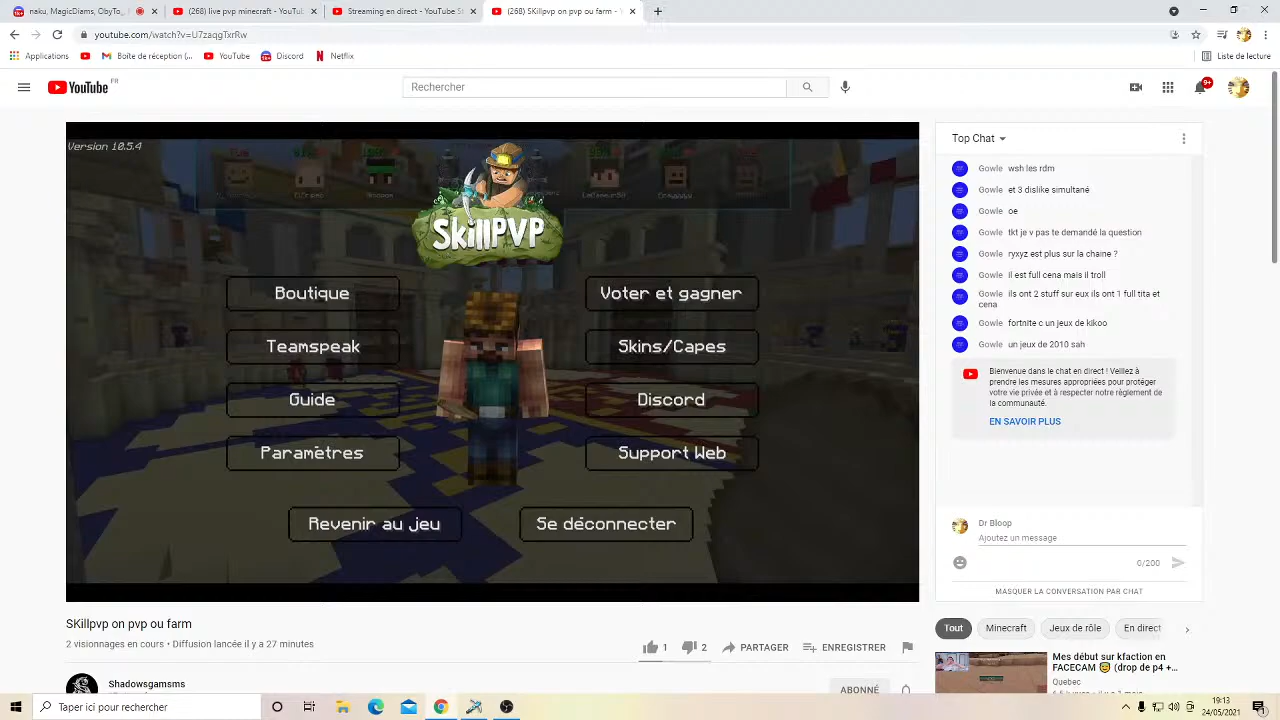 naku, MagicDlams, ClbyTo_
(268) live pvp minecraft - YouTub
Streaming en direct - YouTube St
(268) SKillpvp on pvp ou farm -
youtube.com/watch?v=U7zaqgTxrRw
Applications
Boîte de réception (...
YouTube
Discord
Netflix
Liste de lecture
YouTube FR
Rechercher
9+
Version 10.5.4
SkillPVP
Boutique
Voter et gagner
Teamspeak
Skins/Capes
Guide
Discord
Paramètres
Support Web
Revenir au jeu
Se déconnecter
Top Chat
Gowle wsh les rdm
Gowle et 3 dislike simultané
Gowle oe
Gowle tkt je v pas te demandé la question
Gowle ryxyz est plus sur la chaine ?
Gowle il est full cena mais il troll
Gowle ils ont 2 stuff sur eux ils ont 1 full tita et
cena
Gowle fortnite c un jeux de kikoo
Gowle un jeux de 2010 sah
Bienvenue dans le chat en direct ! Veillez à
prendre les mesures appropriées pour protéger
votre vie privée et à respecter notre règlement de
la communauté.
EN SAVOIR PLUS
Dr Bloop
Ajoutez un message
0/200
MASQUER LA CONVERSATION PAR CHAT
SKillpvp on pvp ou farm
2 visionnages en cours • Diffusion lancée il y a 27 minutes
1
2
PARTAGER
ENREGISTRER
Shadowsgamsms
ABONNÉ
Tout
Minecraft
Jeux de rôle
En direct
Mes début sur kfaction en
FACECAM (drop de p4 +...
Quebec
Taper ici pour rechercher
19:13
24/05/2021
1